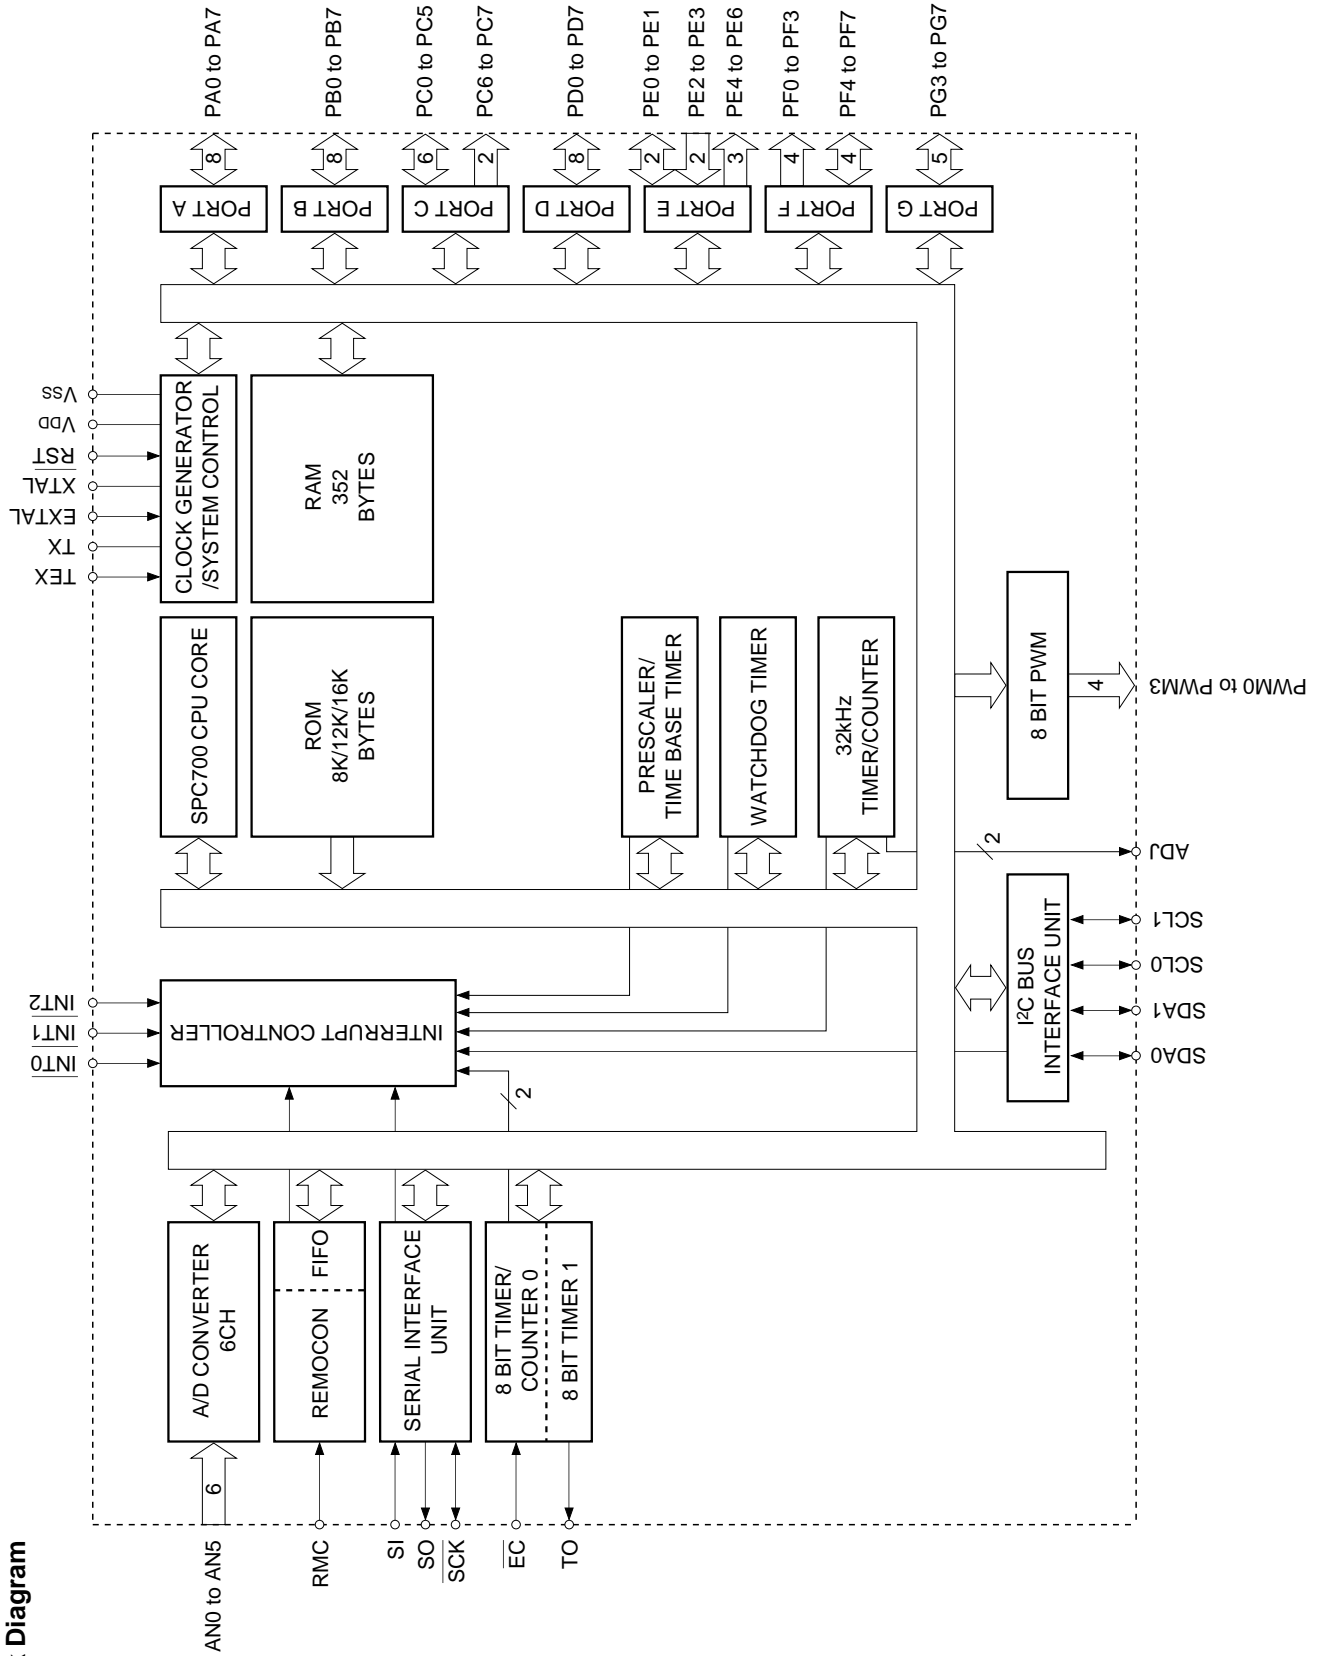 Diagram
AN0 to AN5
RMC
SI
SO
SCK
EC
TO
6
A/D CONVERTER
6CH
REMOCON
FIFO
SERIAL INTERFACE
UNIT
8 BIT TIMER/
COUNTER 0
8 BIT TIMER 1
2
INT0
INT1
INT2
INTERRUPT CONTROLLER
SPC700 CPU CORE
ROM
8K/12K/16K
BYTES
PRESCALER/
TIME BASE TIMER
WATCHDOG TIMER
32kHz
TIMER/COUNTER
TEX
TX
EXTAL
XTAL
RST
VDD
VSS
CLOCK GENERATOR
/SYSTEM CONTROL
RAM
352
BYTES
PORT A
8
PA0 to PA7
PORT B
8
PB0 to PB7
PORT C
6
PC0 to PC5
2
PC6 to PC7
PORT D
8
PD0 to PD7
PORT E
2
PE0 to PE1
2
PE2 to PE3
3
PE4 to PE6
PORT F
4
PF0 to PF3
4
PF4 to PF7
PORT G
5
PG3 to PG7
I2C BUS
INTERFACE UNIT
SDA0
SDA1
SCL0
SCL1
2
ADJ
8 BIT PWM
4
PWM0 to PWM3